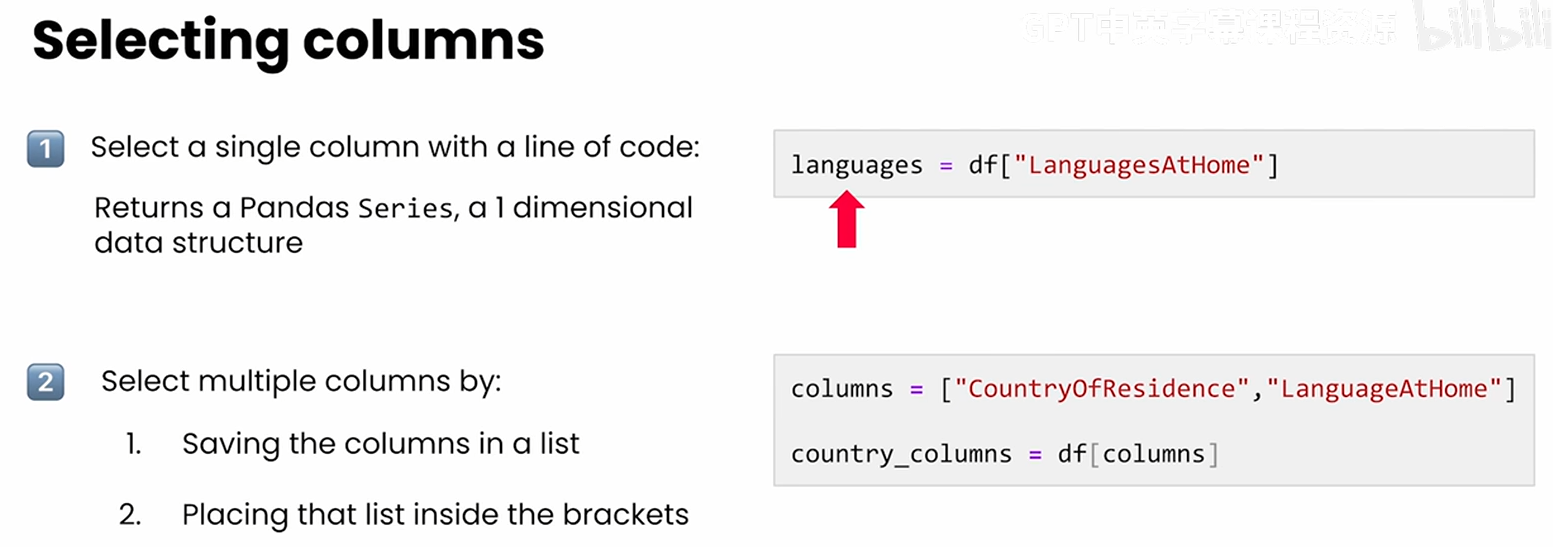 Selecting columns
GPT中英字幕课程资源
bilibili
1 Select a single column with a line of code:
Returns a Pandas Series, a 1 dimensional
data structure
languages = df["LanguagesAtHome"]
2 Select multiple columns by:
1. Saving the columns in a list
2. Placing that list inside the brackets
columns = ["CountryOfResidence","LanguageAtHome"]
country_columns = df[columns]